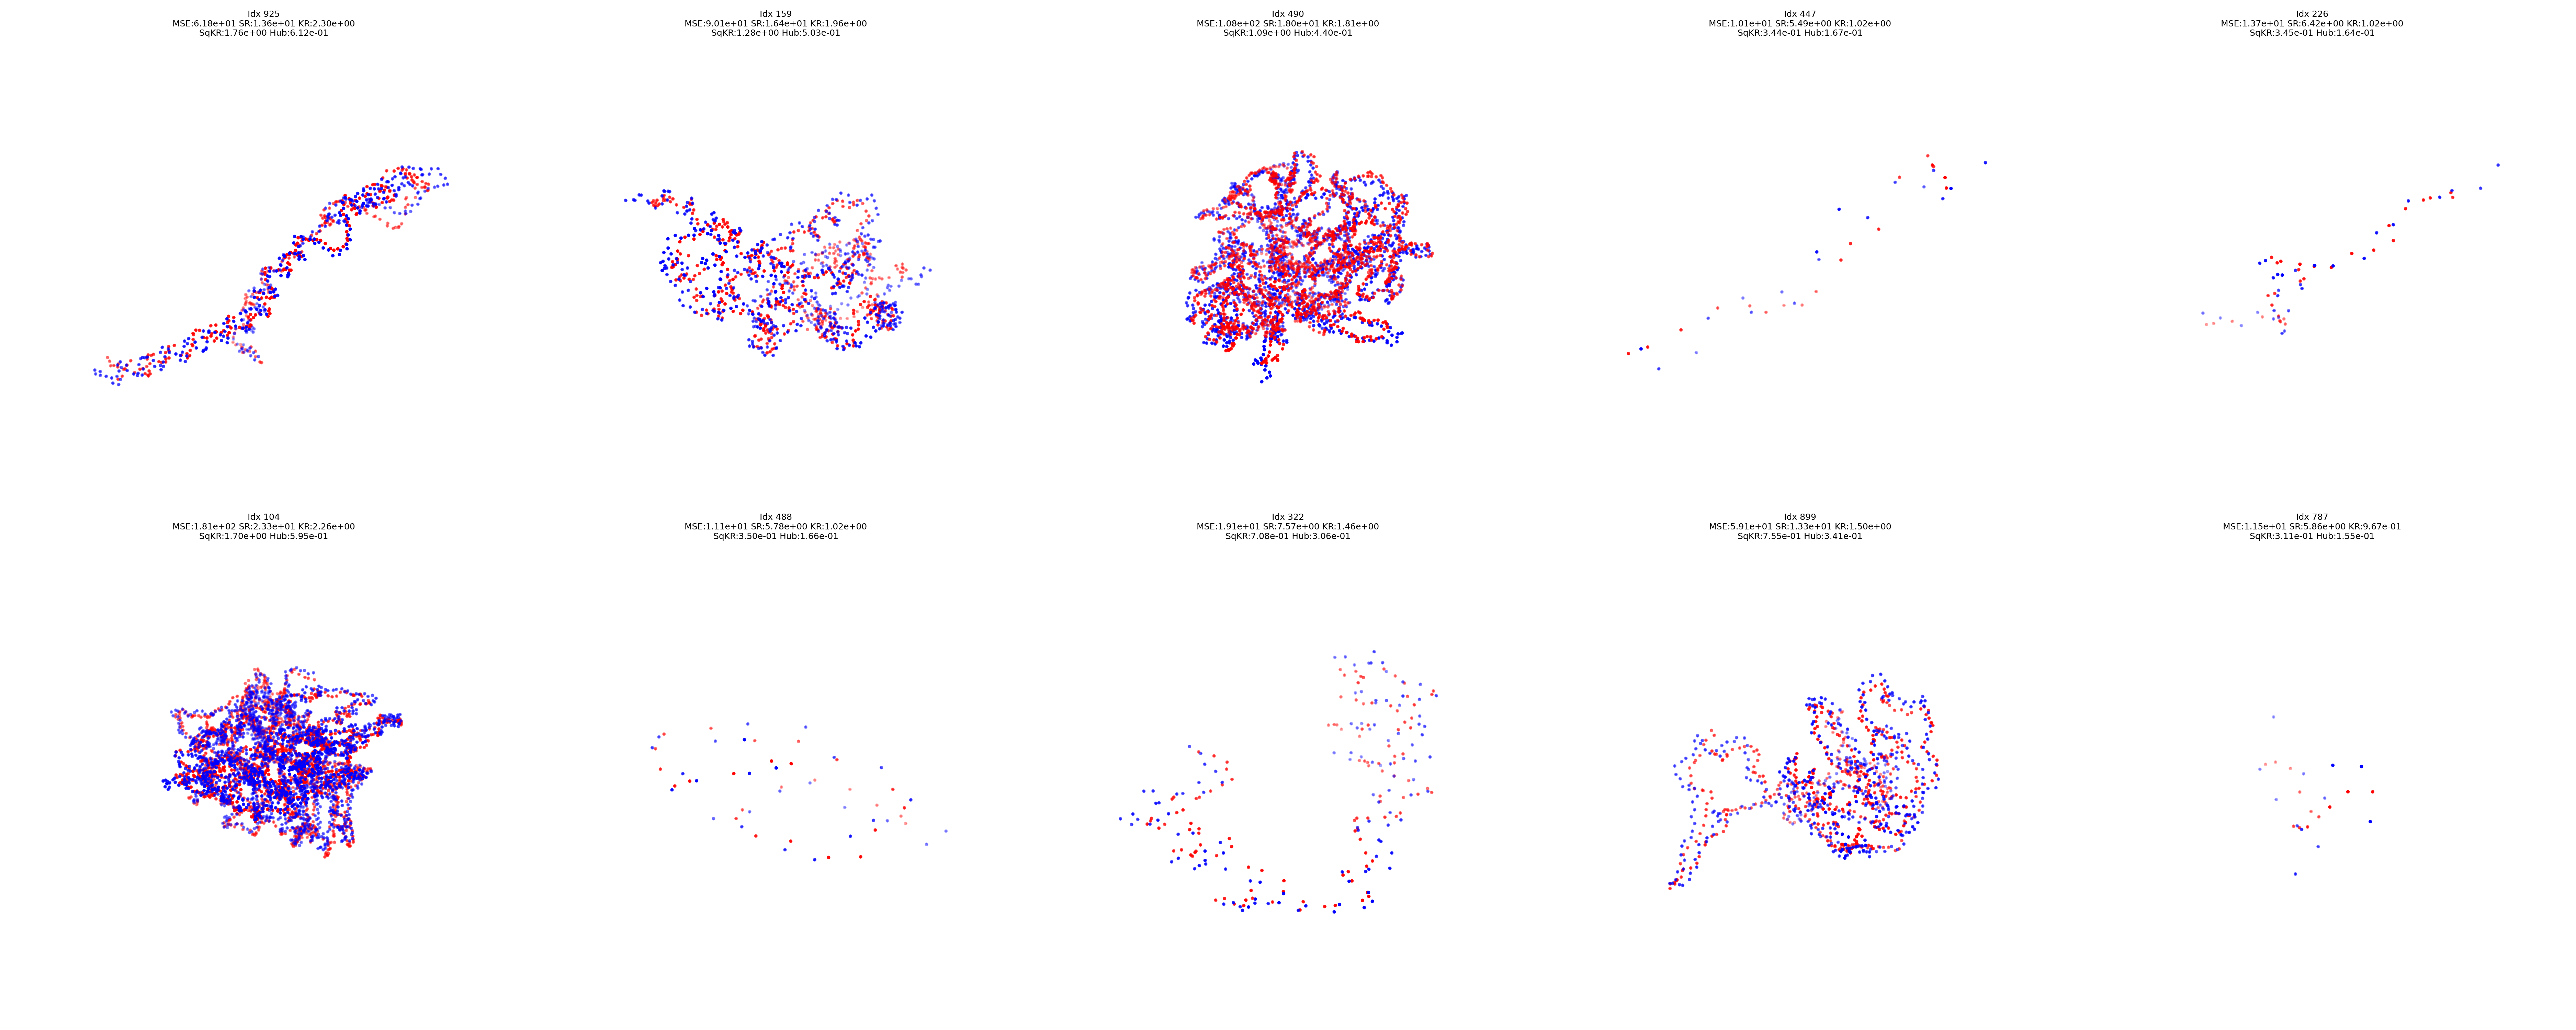 Idx 925
MSE:6.18e+01 SR:1.36e+01 KR:2.30e+00
SqKR:1.76e+00 Hub:6.12e-01
Idx 159
MSE:9.01e+01 SR:1.64e+01 KR:1.96e+00
SqKR:1.28e+00 Hub:5.03e-01
Idx 490
MSE:1.08e+02 SR:1.80e+01 KR:1.81e+00
SqKR:1.09e+00 Hub:4.40e-01
Idx 447
MSE:1.01e+01 SR:5.49e+00 KR:1.02e+00
SqKR:3.44e-01 Hub:1.67e-01
Idx 226
MSE:1.37e+01 SR:6.42e+00 KR:1.02e+00
SqKR:3.45e-01 Hub:1.64e-01
Idx 104
MSE:1.81e+02 SR:2.33e+01 KR:2.26e+00
SqKR:1.70e+00 Hub:5.95e-01
Idx 488
MSE:1.11e+01 SR:5.78e+00 KR:1.02e+00
SqKR:3.50e-01 Hub:1.66e-01
Idx 322
MSE:1.91e+01 SR:7.57e+00 KR:1.46e+00
SqKR:7.08e-01 Hub:3.06e-01
Idx 899
MSE:5.91e+01 SR:1.33e+01 KR:1.50e+00
SqKR:7.55e-01 Hub:3.41e-01
Idx 787
MSE:1.15e+01 SR:5.86e+00 KR:9.67e-01
SqKR:3.11e-01 Hub:1.55e-01